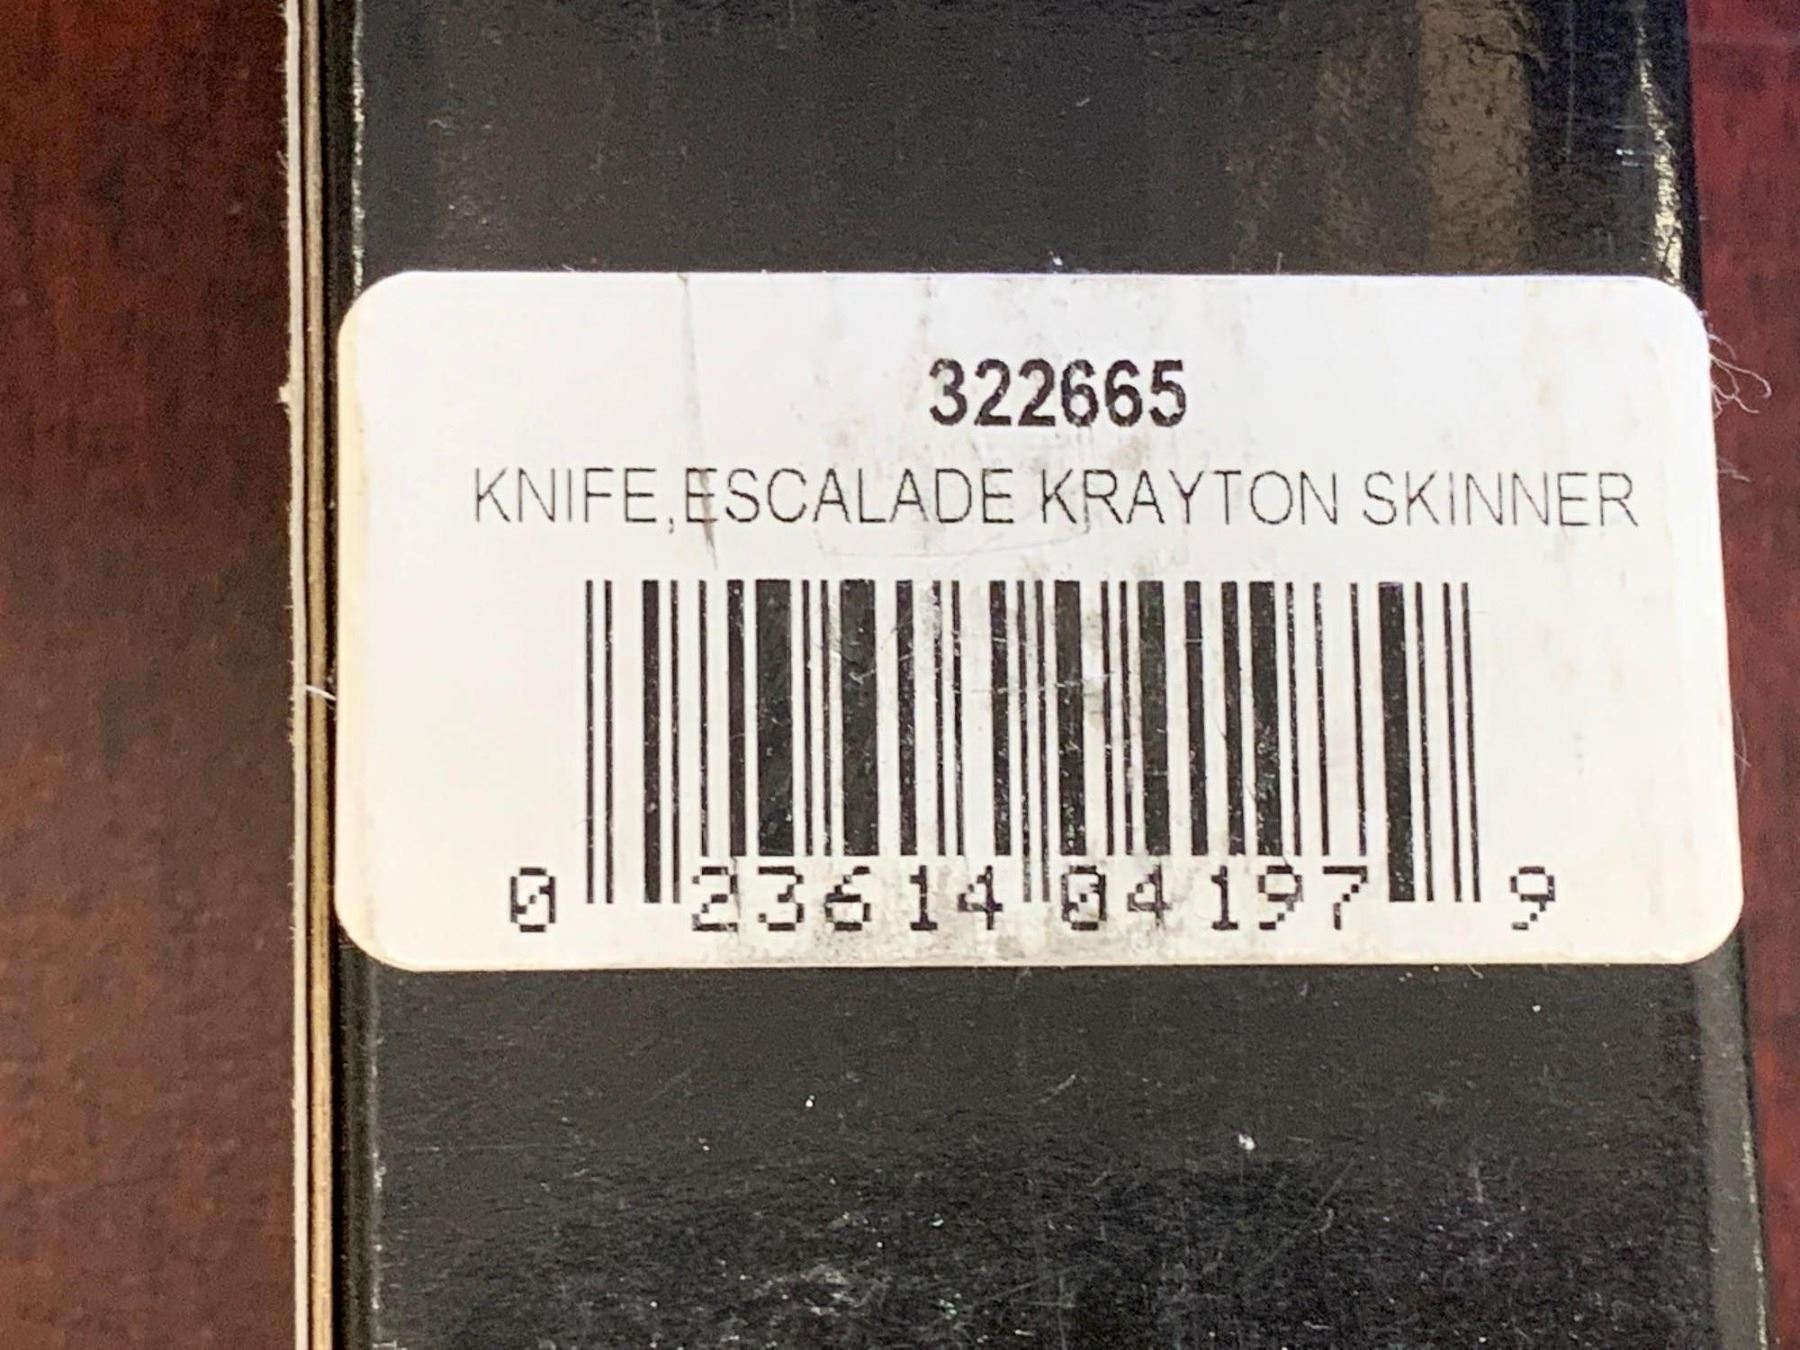 322665
KNIFE,ESCALADE KRAYTON SKINNER
0 23614 04197 9